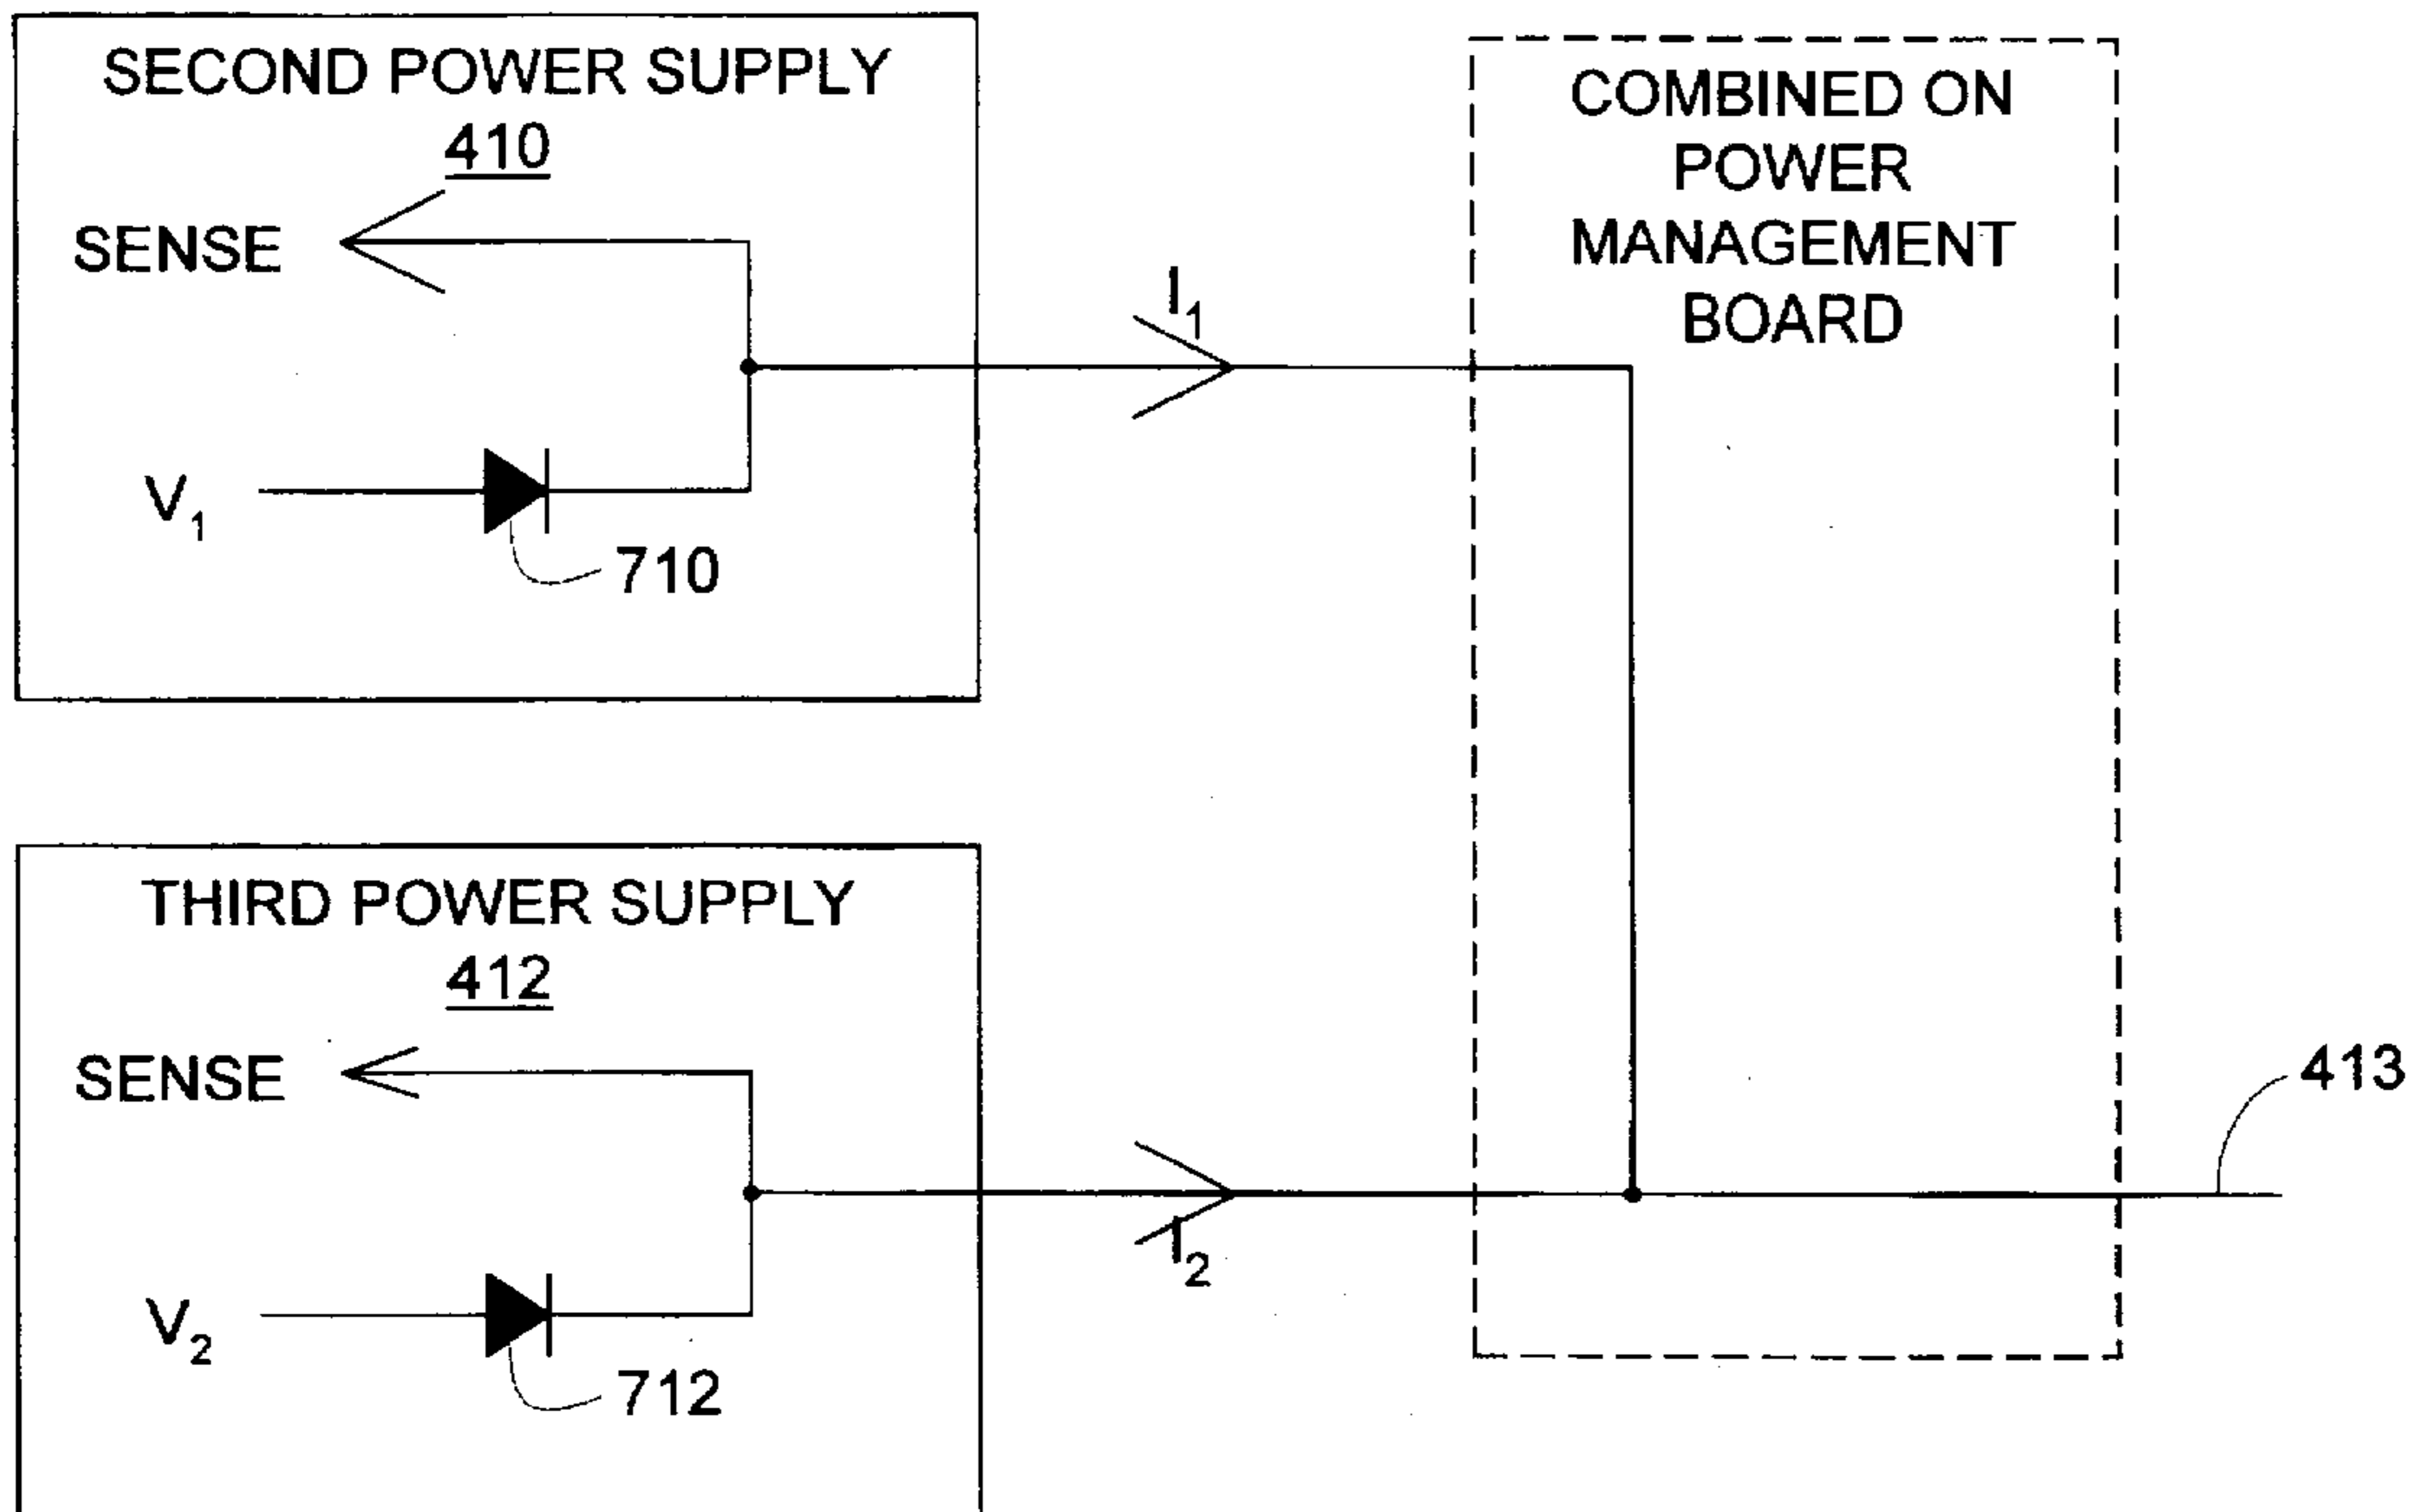 SECOND POWER SUPPLY
410
SENSE
V₁
710
I₁
COMBINED ON
POWER
MANAGEMENT
BOARD
THIRD POWER SUPPLY
412
SENSE
V₂
712
I₂
413